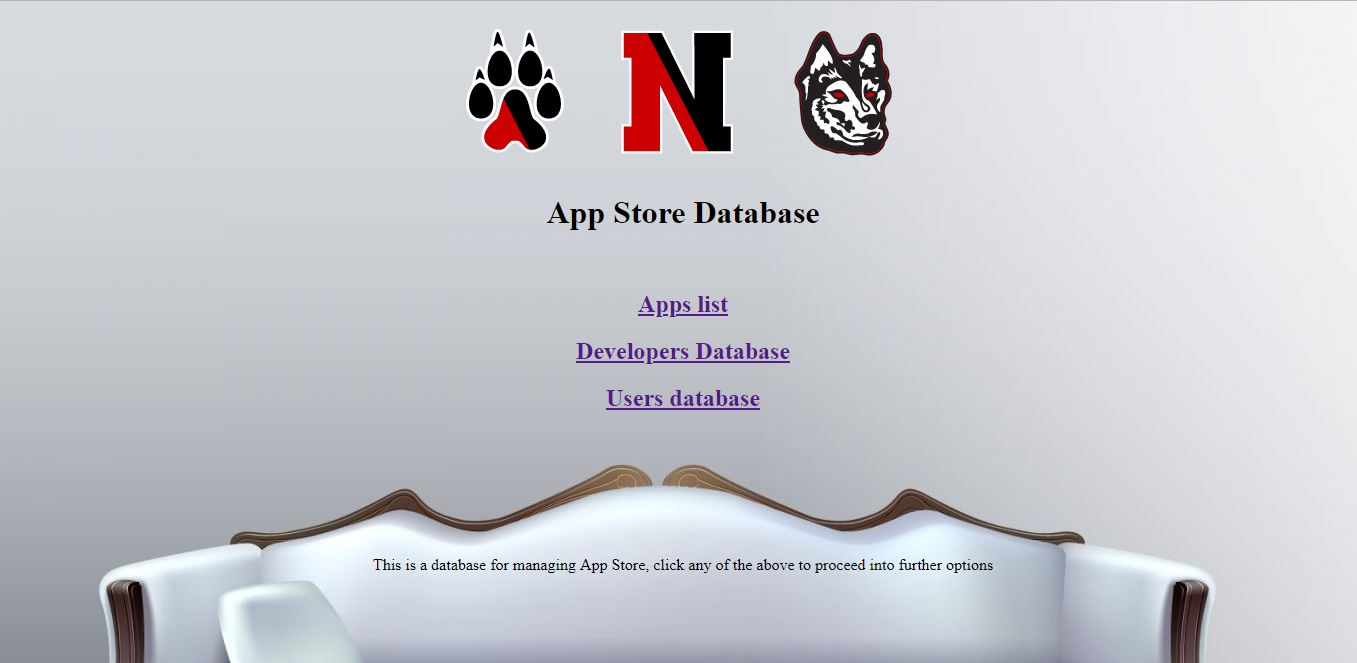 N
App Store Database
Apps list
Developers Database
Users database
This is a database for managing App Store, click any of the above to proceed into further options